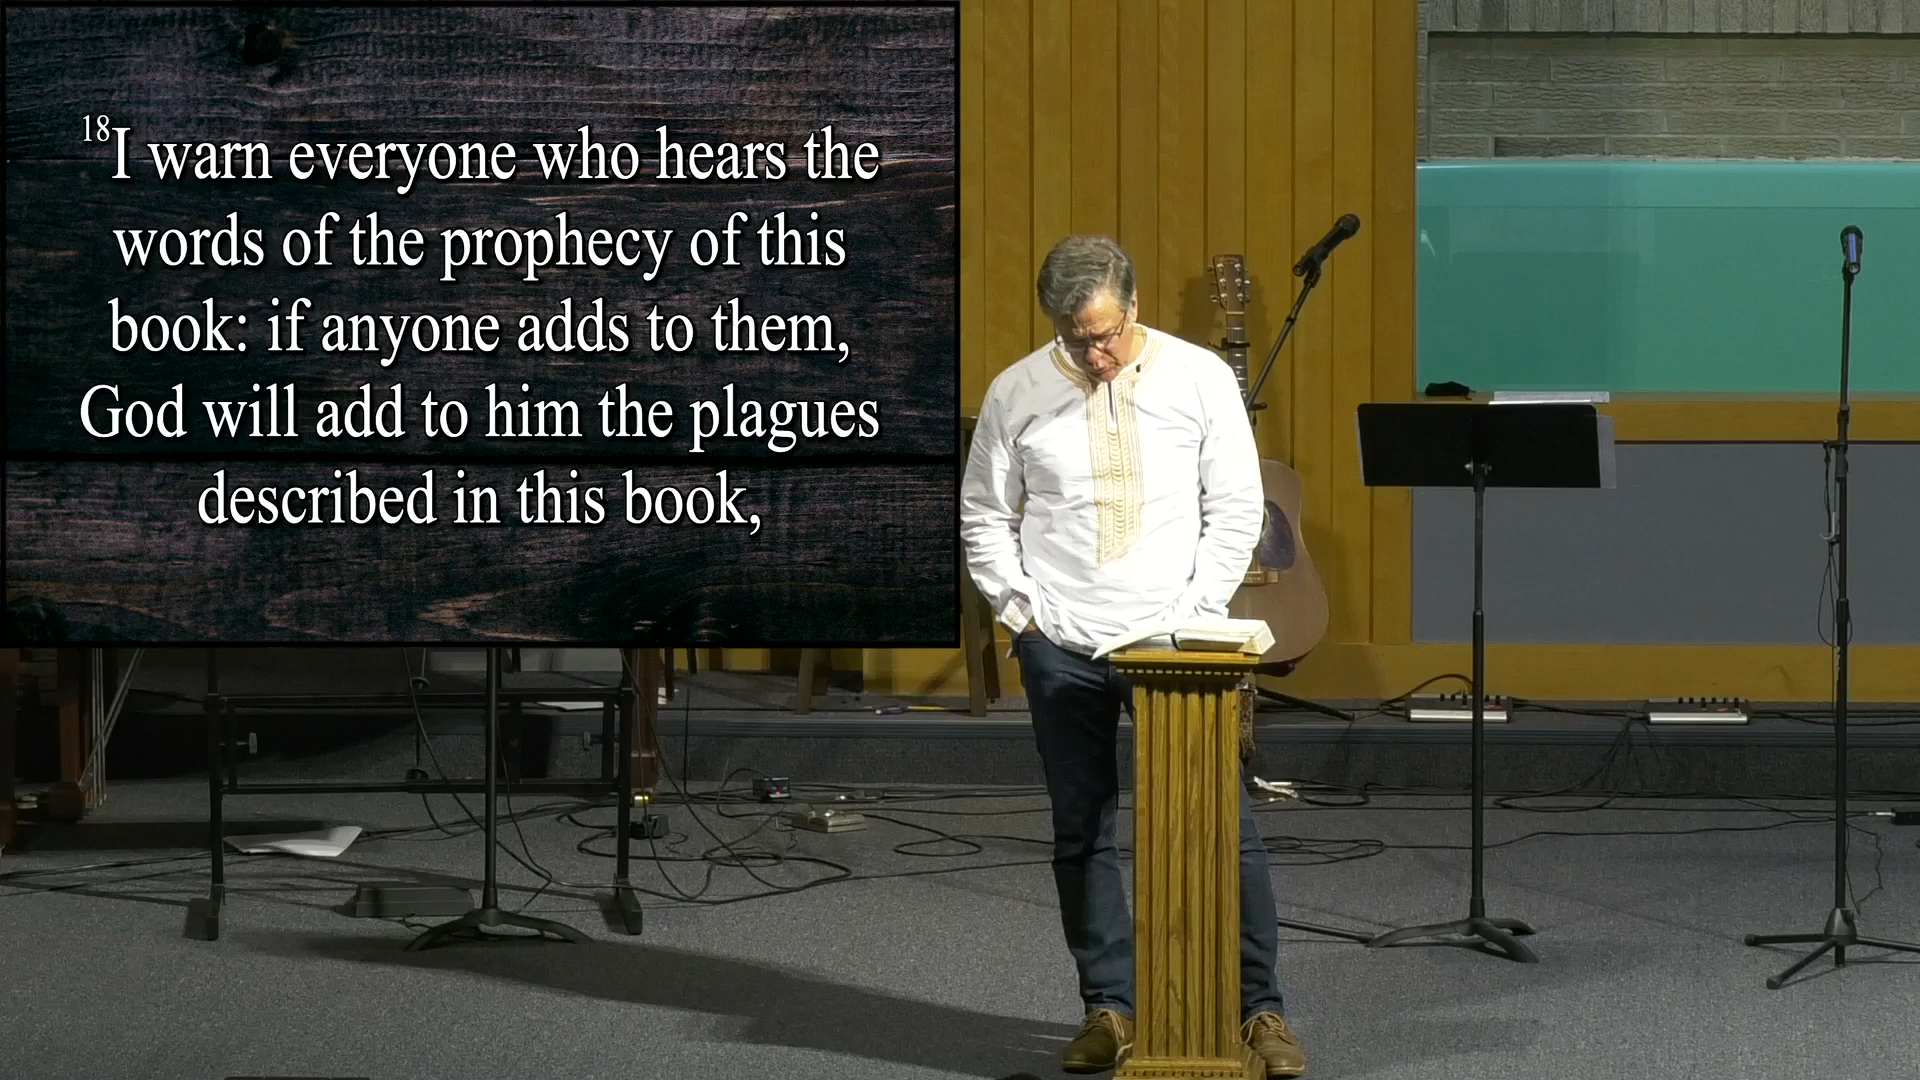 18I warn everyone who hears the
words of the prophecy of this
book: if anyone adds to them,
God will add to him the plagues
described in this book,